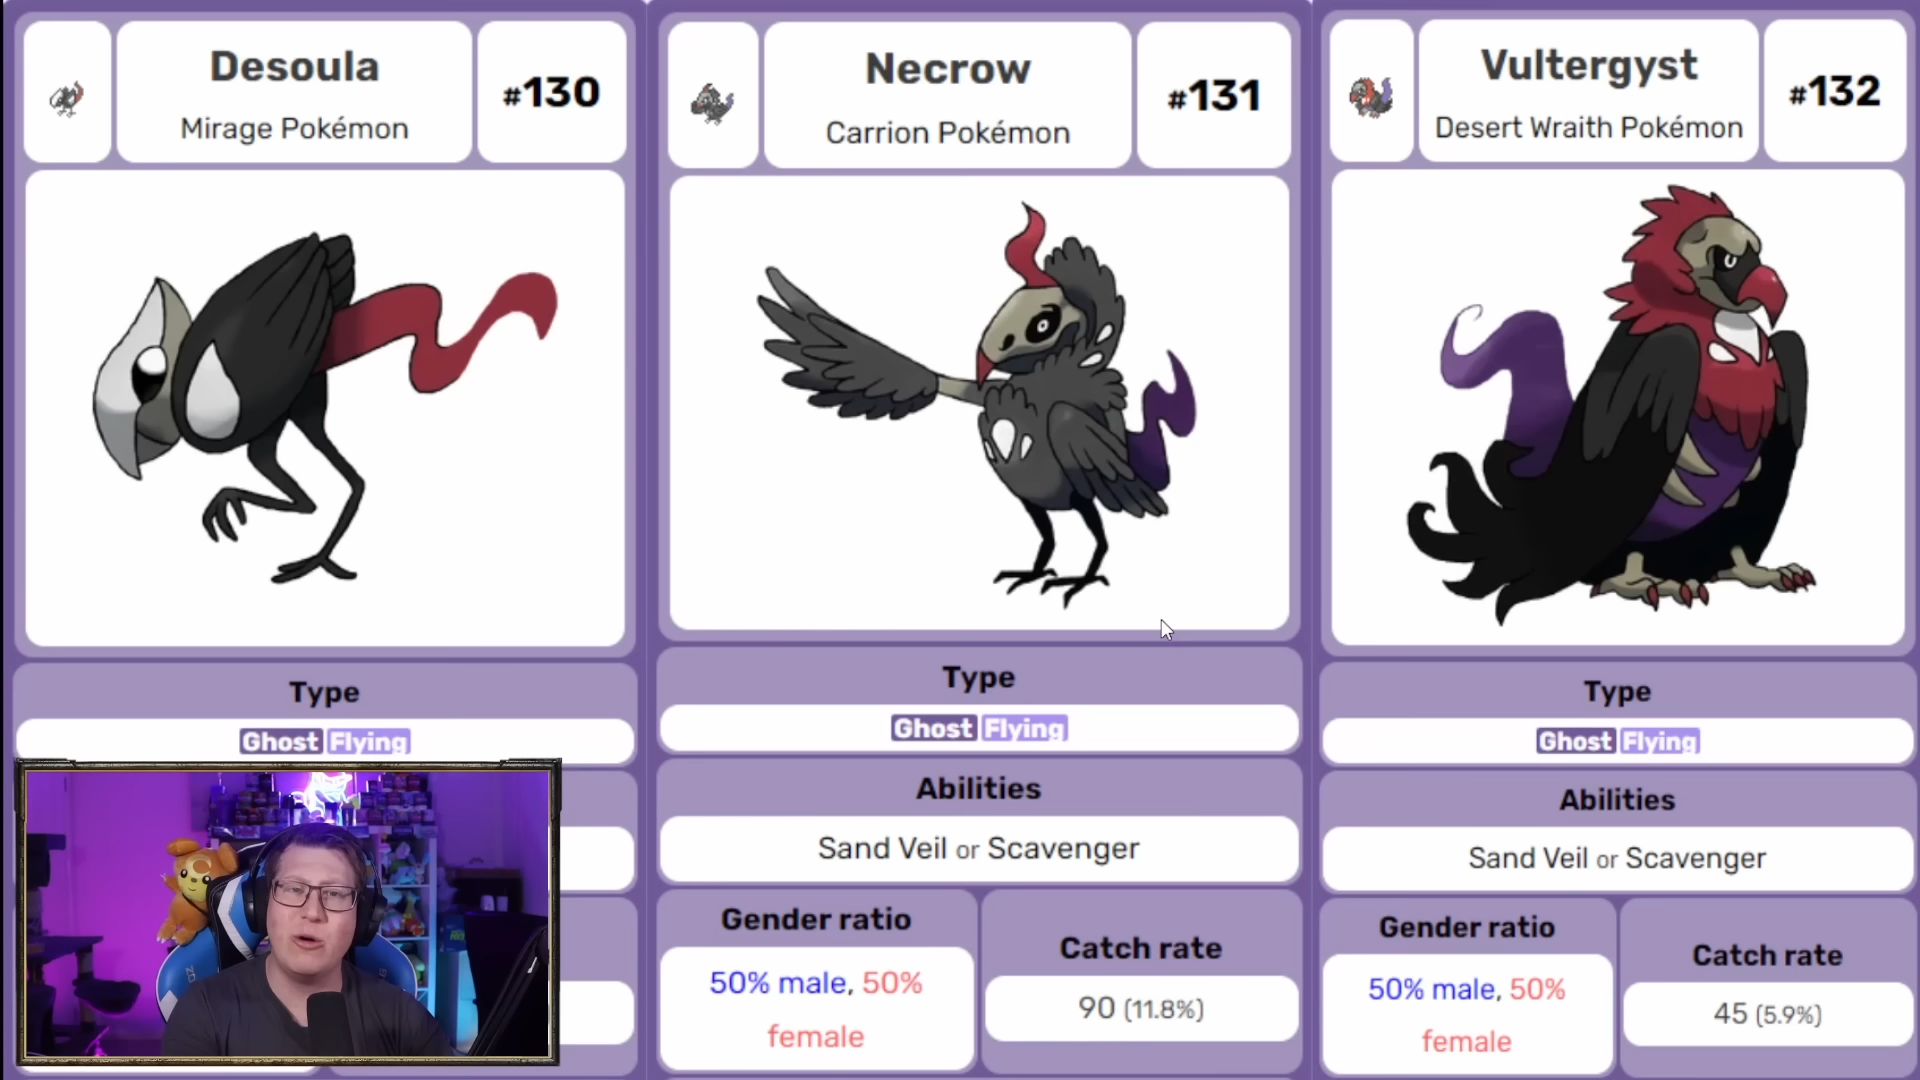 Desoula
Mirage Pokémon
#130
Type
Ghost Flying
Necrow
Carrion Pokémon
#131
Type
Ghost Flying
Abilities
Sand Veil or Scavenger
Gender ratio
50% male, 50%
female
Catch rate
90 (11.8%)
Vultergyst
Desert Wraith Pokémon
#132
Type
Ghost Flying
Abilities
Sand Veil or Scavenger
Gender ratio
50% male, 50%
female
Catch rate
45 (5.9%)